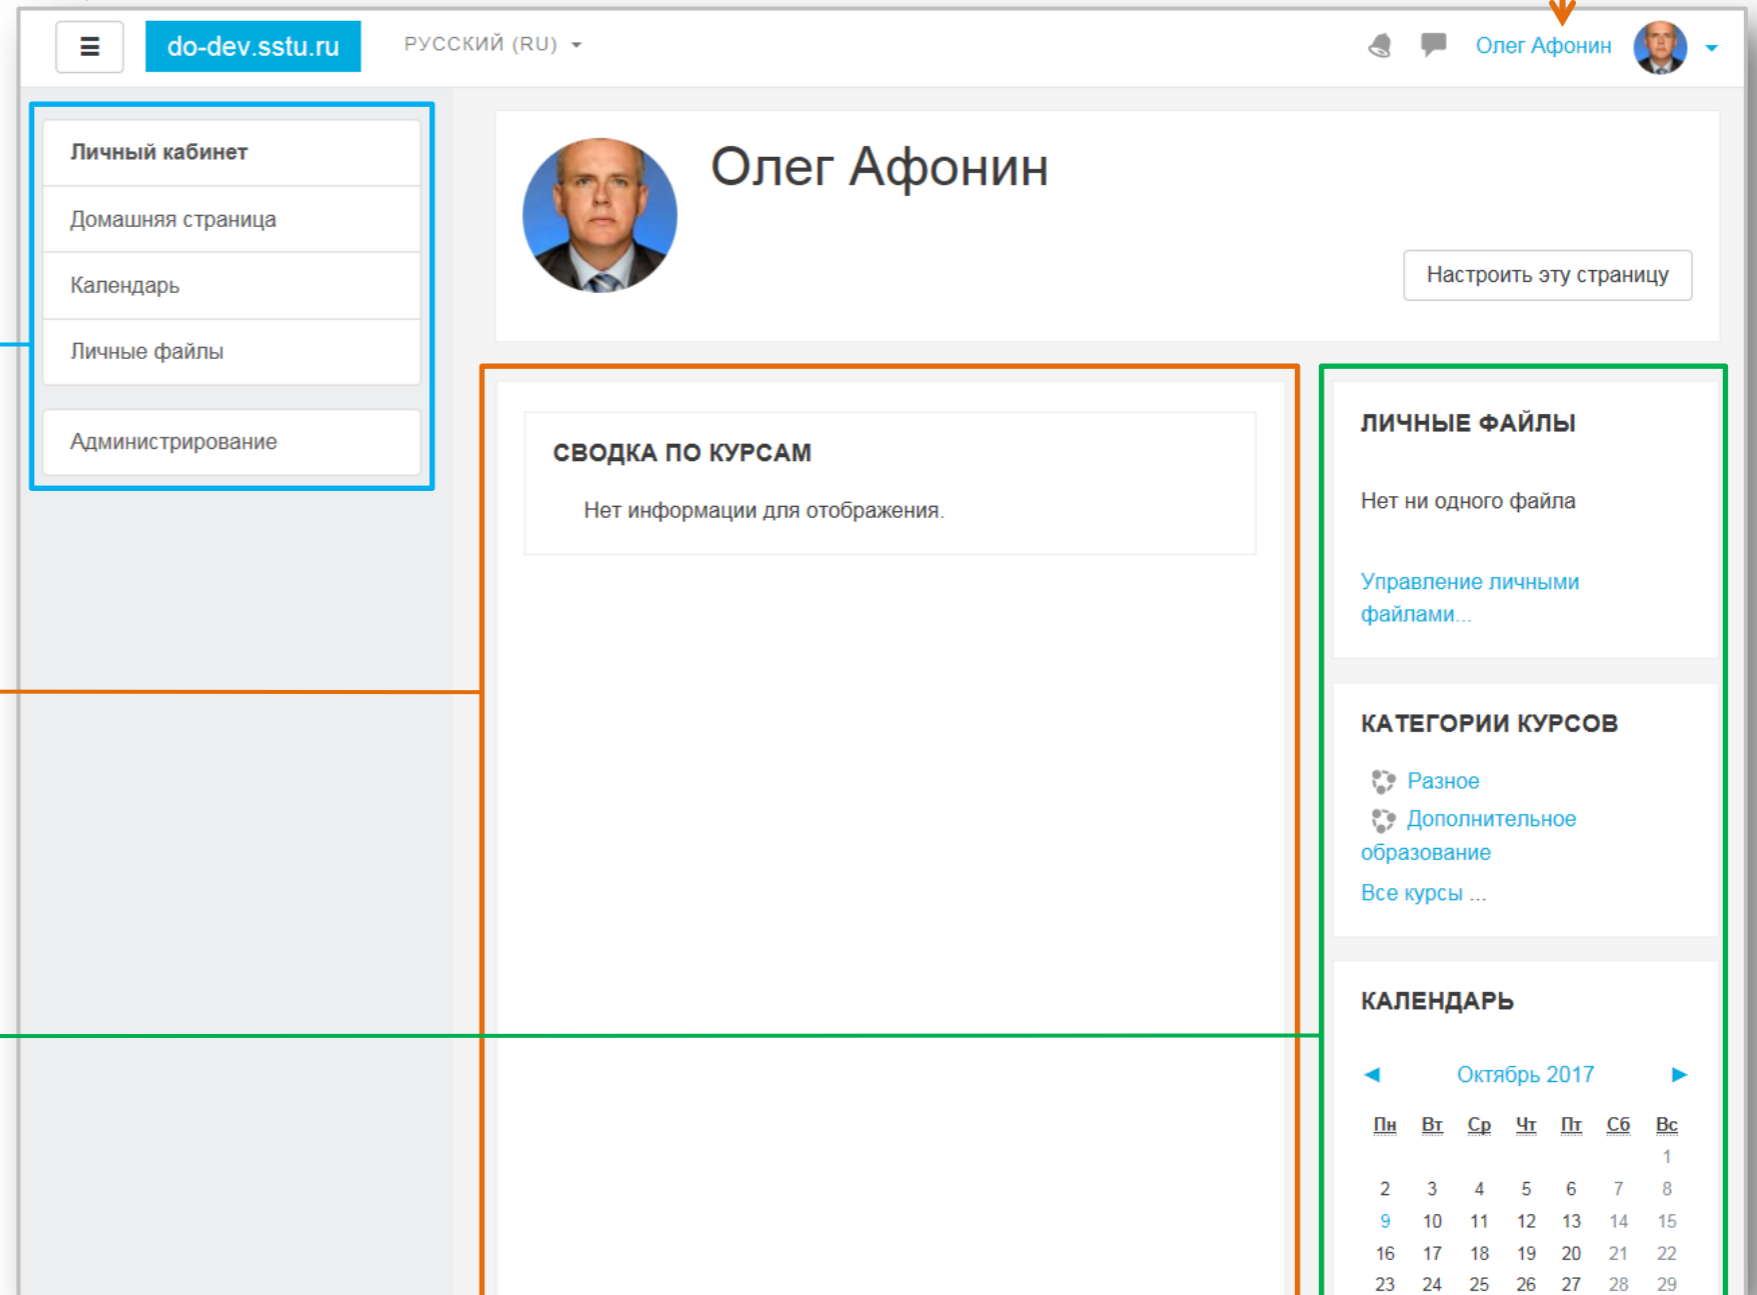 do-dev.sstu.ru
РУССКИЙ (RU)
Олег Афонин
Личный кабинет
Домашняя страница
Календарь
Личные файлы
Администрирование
Олег Афонин
Настроить эту страницу
СВОДКА ПО КУРСАМ
Нет информации для отображения.
ЛИЧНЫЕ ФАЙЛЫ
Нет ни одного файла
Управление личными
файлами...
КАТЕГОРИИ КУРСОВ
Разное
Дополнительное
образование
Все курсы ...
КАЛЕНДАРЬ
◄ Октябрь 2017 ►
Пн Вт Ср Чт Пт Сб Вс
1
2 3 4 5 6 7 8
9 10 11 12 13 14 15
16 17 18 19 20 21 22
23 24 25 26 27 28 29